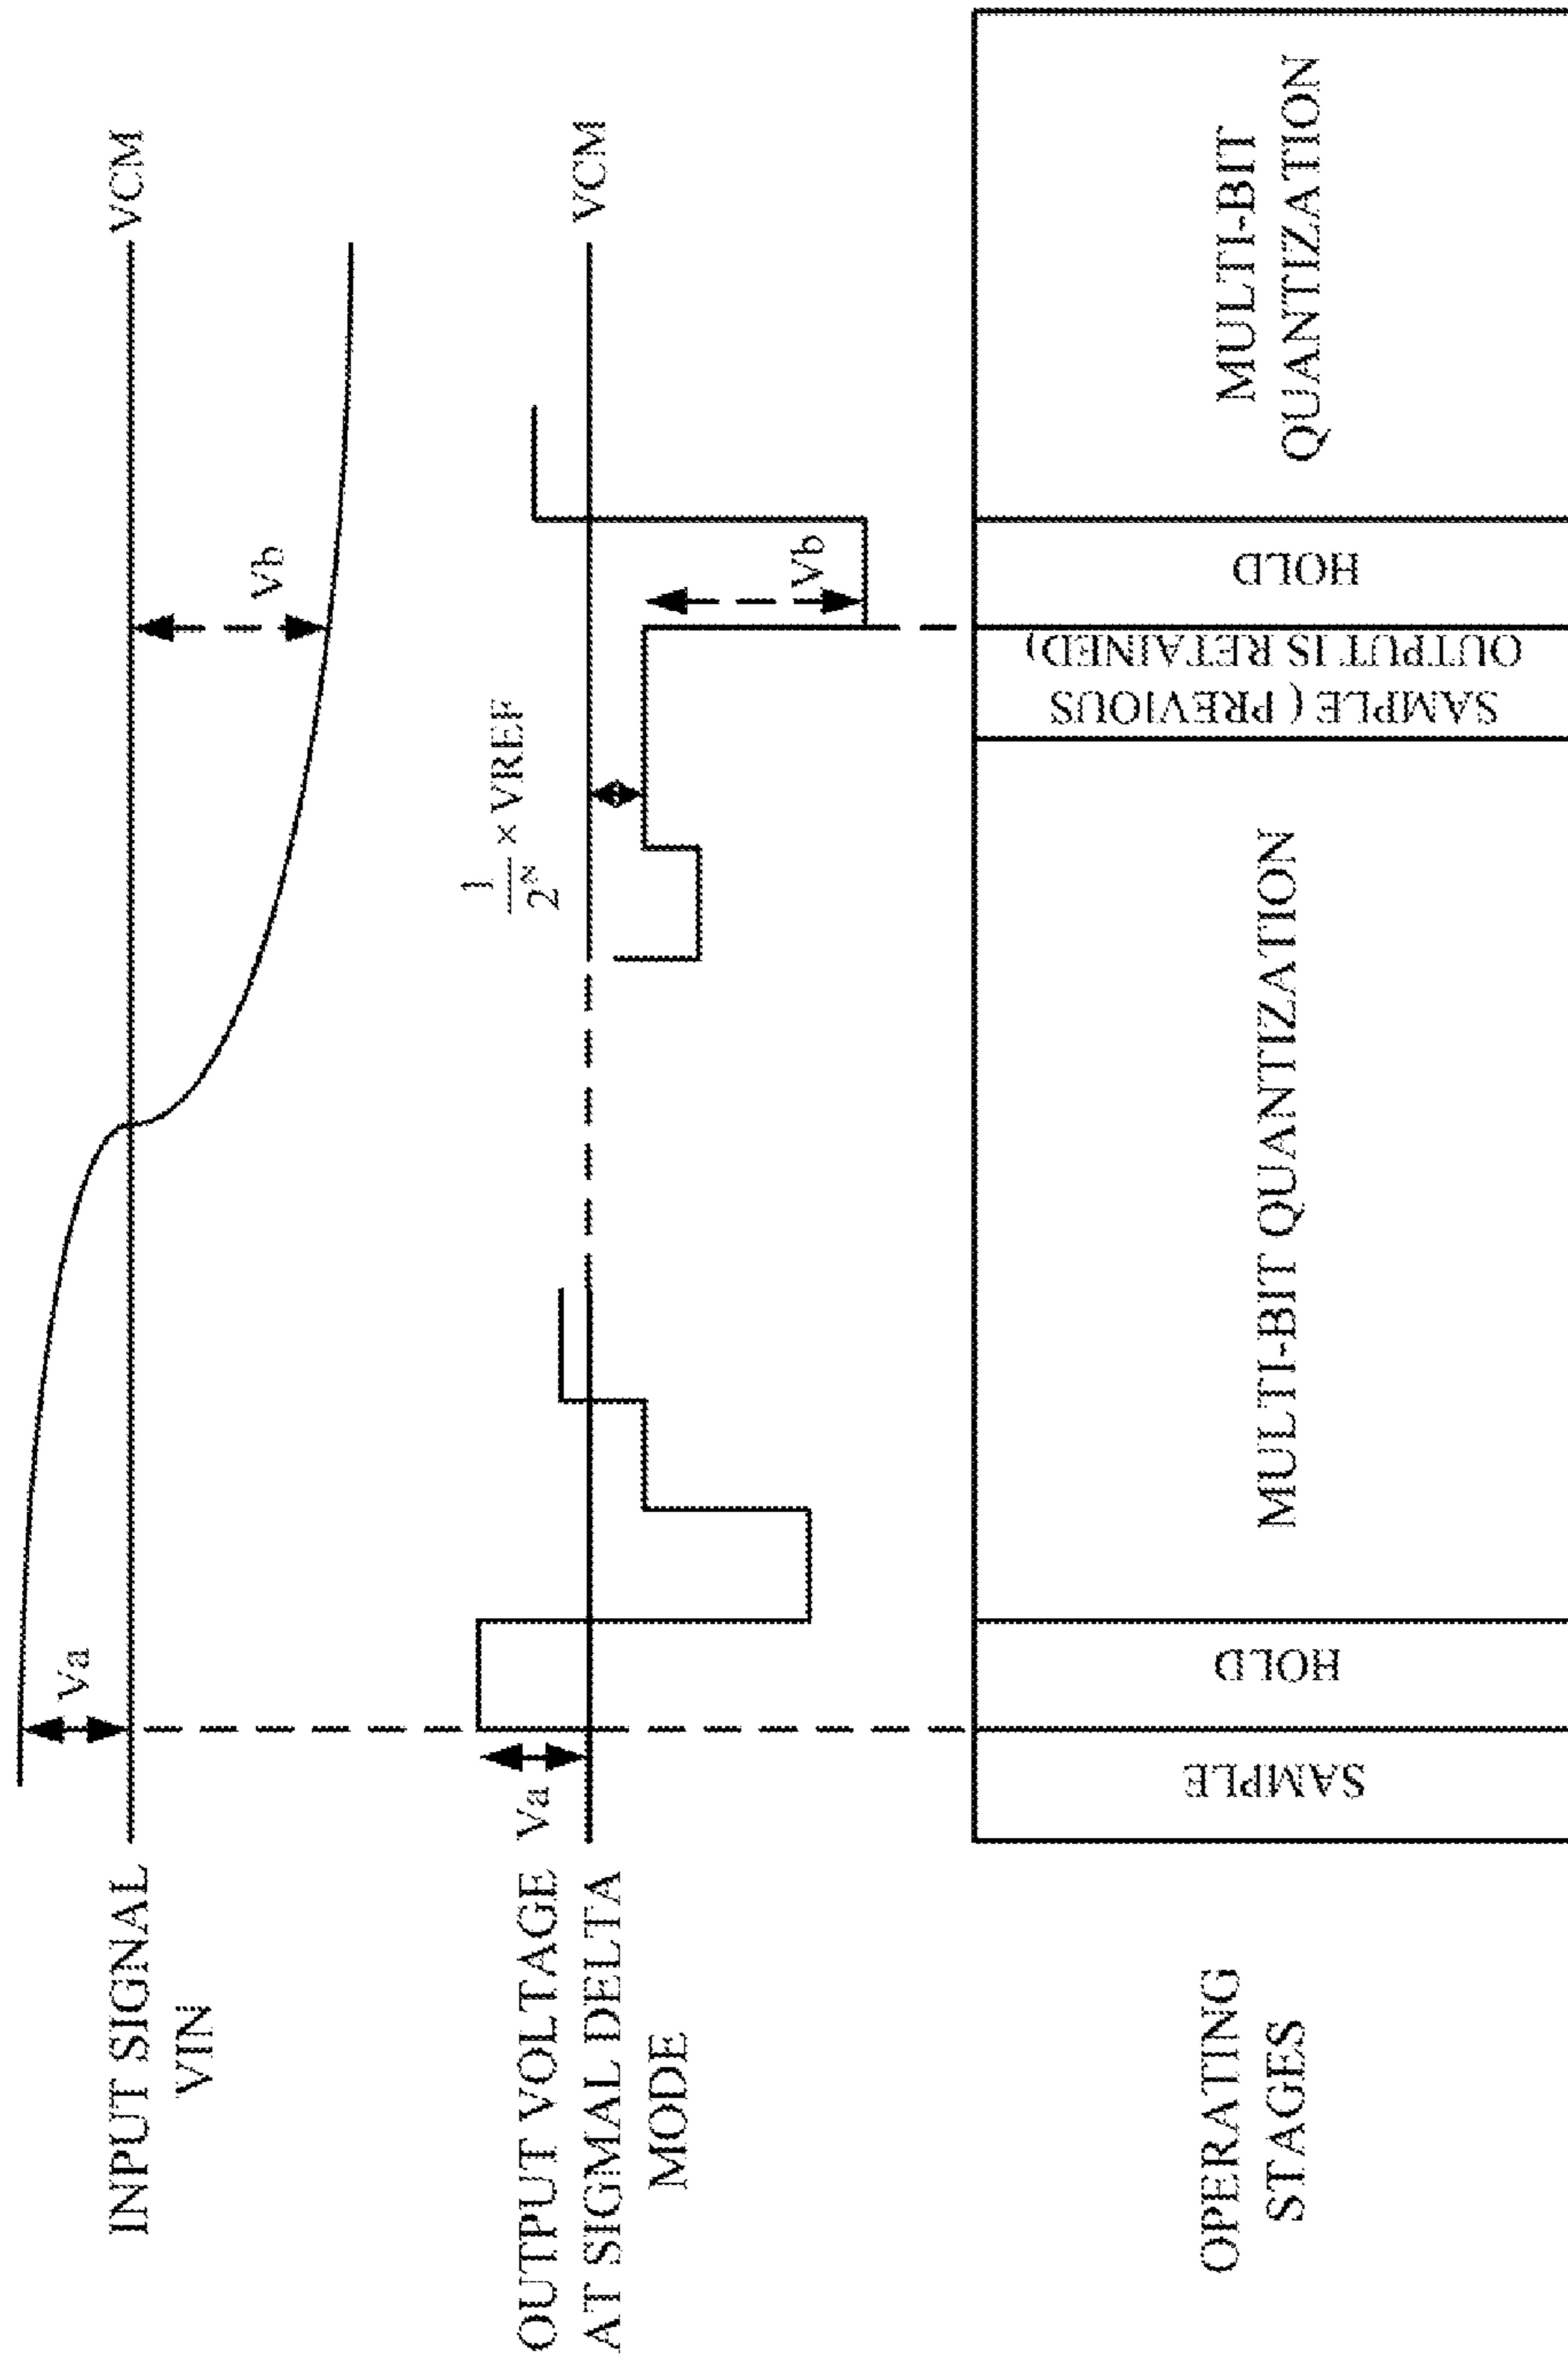 INPUT SIGNAL
VIN
Va
Vb
VCM
OUTPUT VOLTAGE
AT SIGMAL DELTA
MODE
Va
1
2^N
× VREF
Vb
VCM
OPERATING
STAGES
SAMPLE
HOLD
MULTI-BIT QUANTIZATION
SAMPLE ( PREVIOUS
OUTPUT IS RETAINED)
HOLD
MULTI-BIT
QUANTIZATION